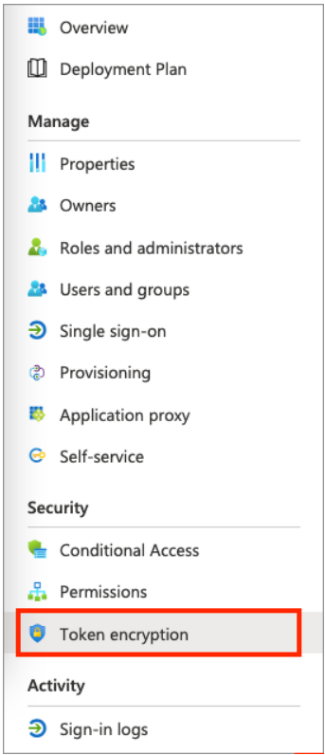 Overview
Deployment Plan
Manage
Properties
Owners
Roles and administrators
Users and groups
Single sign-on
Provisioning
Application proxy
Self-service
Security
Conditional Access
Permissions
Token encryption
Activity
Sign-in logs